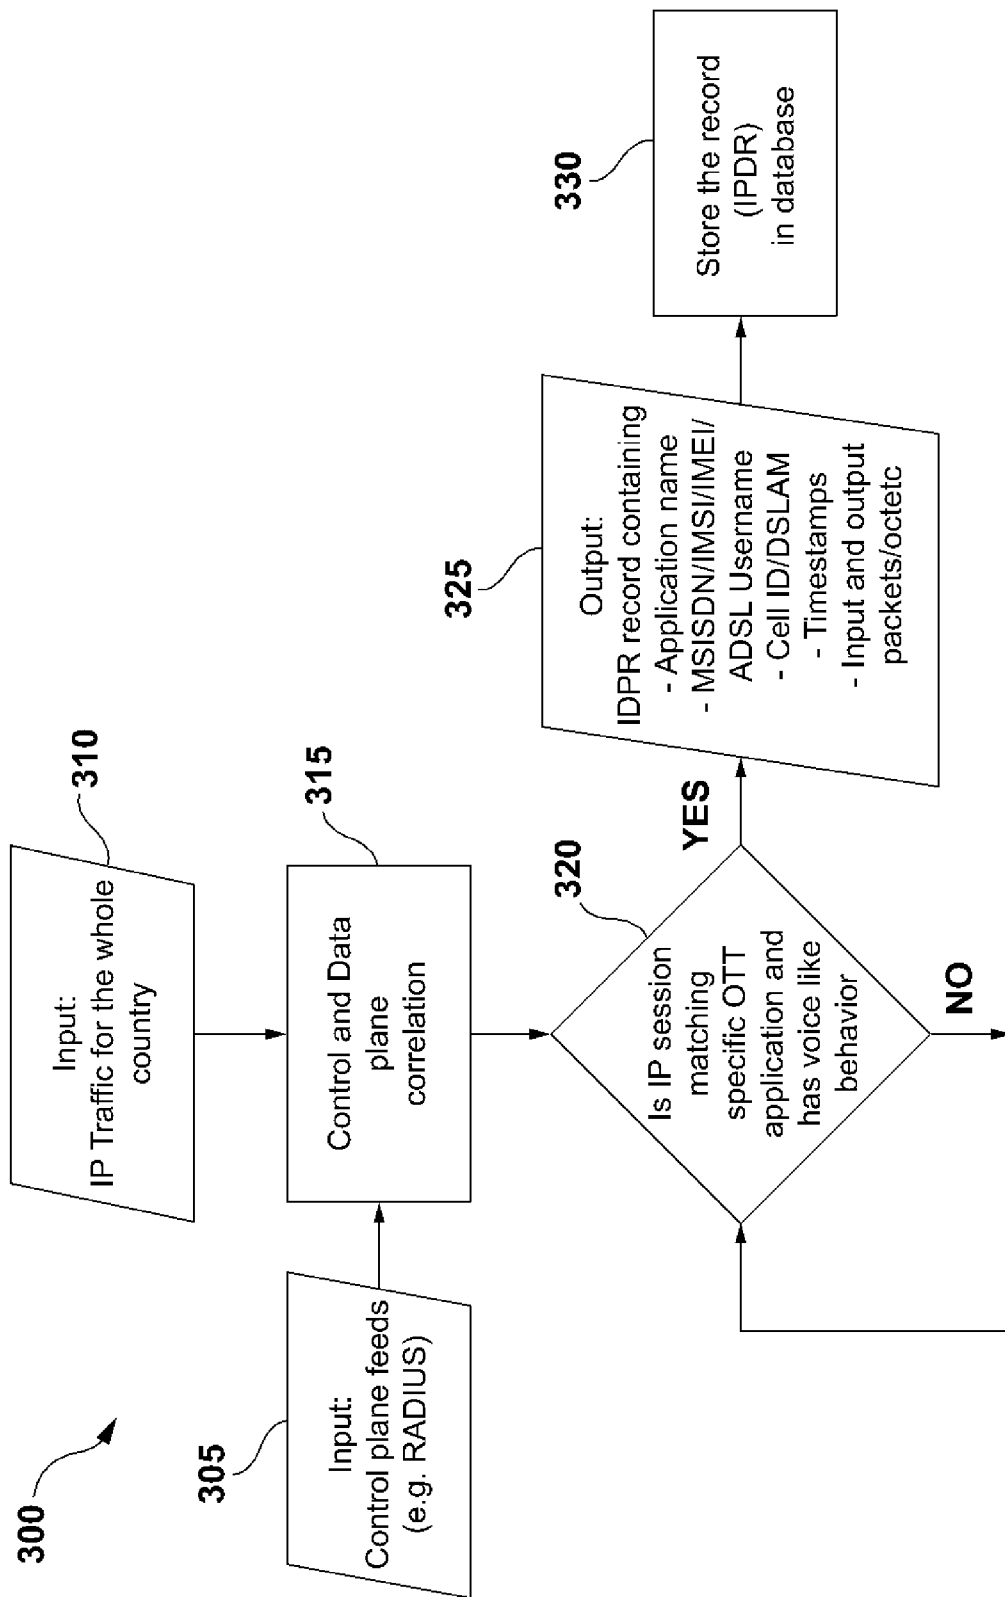 300
305
Input:
Control plane feeds
(e.g. RADIUS)
310
Input:
IP Traffic for the whole
country
315
Control and Data
plane
correlation
320
Is IP session
matching
specific OTT
application and
has voice like
behavior
YES
NO
325
Output:
IDPR record containing
- Application name
- MSISDN/IMSI/IMEI/
ADSL Username
- Cell ID/DSLAM
- Timestamps
- Input and output
packets/octetc
330
Store the record
(IPDR)
in database